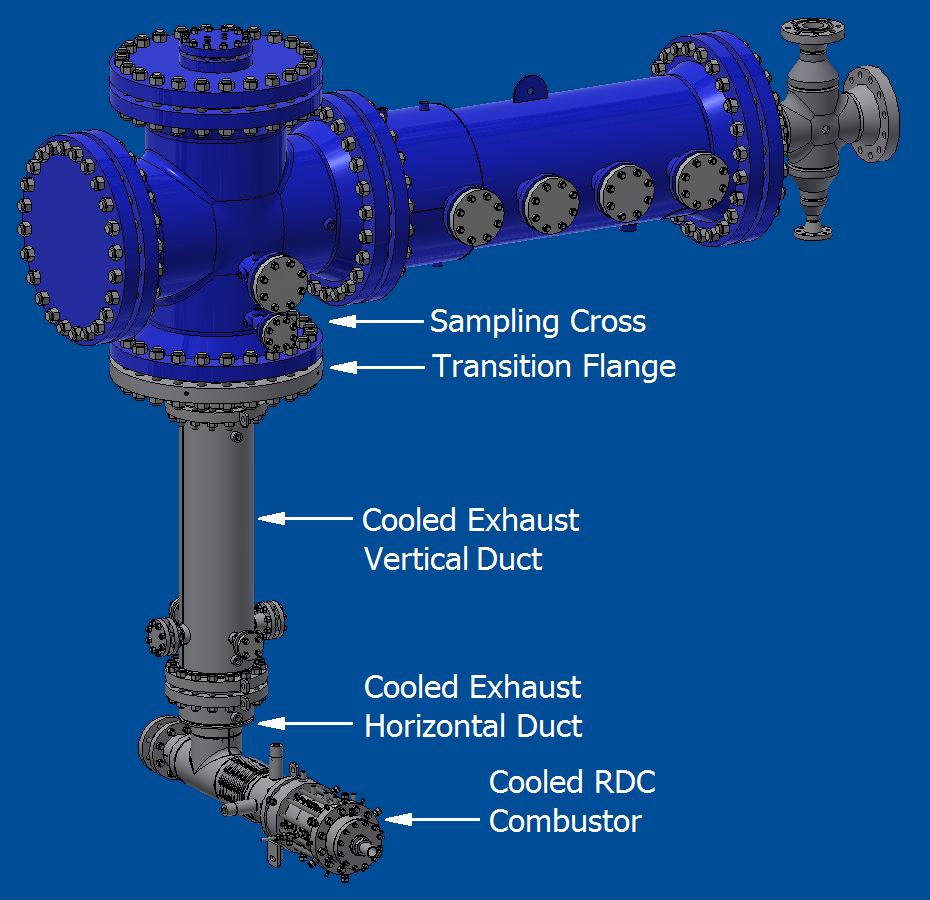 Sampling Cross
Transition Flange
Cooled Exhaust
Vertical Duct
Cooled Exhaust
Horizontal Duct
Cooled RDC
Combustor